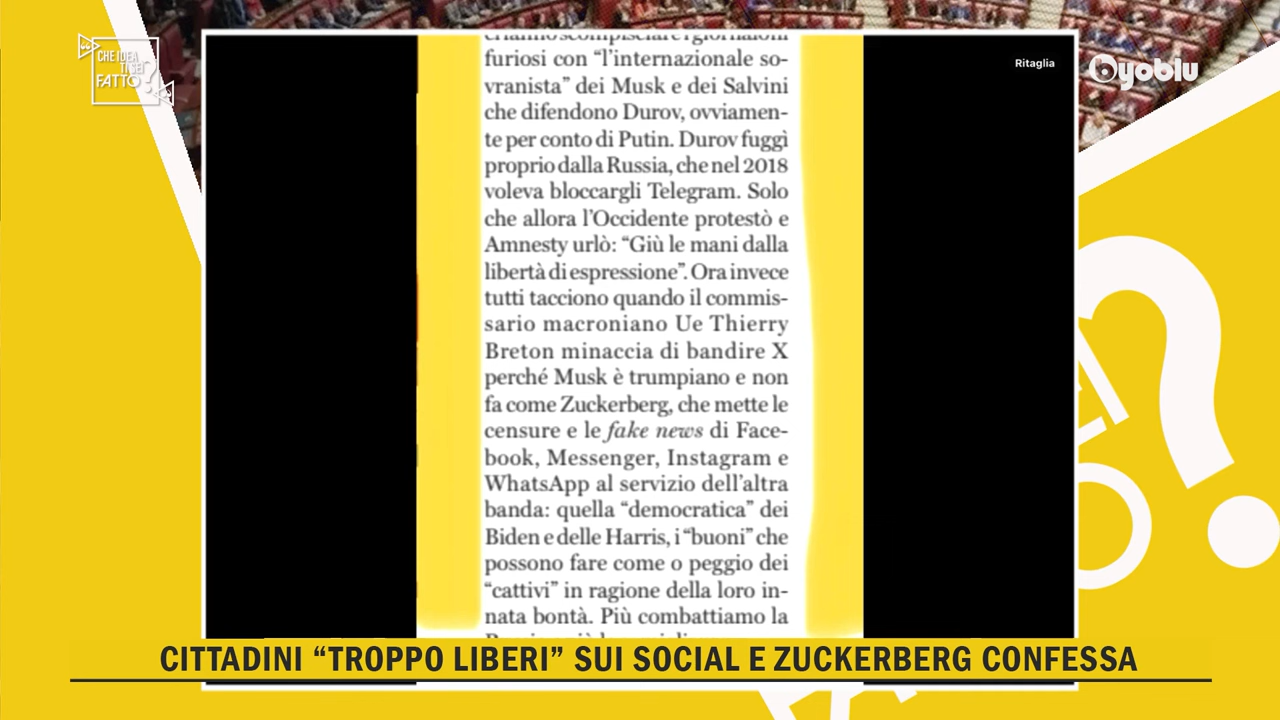 CHE IDEA
TI SEI
FATTO?
Ritaglia
byoblu
furiosi con “l’internazionale so-
vranista” dei Musk e dei Salvini
che difendono Durov, ovviamen-
te per conto di Putin. Durov fuggì
proprio dalla Russia, che nel 2018
voleva bloccargli Telegram. Solo
che allora l’Occidente protestò e
Amnesty urlò: “Giù le mani dalla
libertà di espressione”. Ora invece
tutti tacciono quando il commis-
sario macroniano Ue Thierry
Breton minaccia di bandire X
perché Musk è trumpiano e non
fa come Zuckerberg, che mette le
censure e le fake news di Face-
book, Messenger, Instagram e
WhatsApp al servizio dell’altra
banda: quella “democratica” dei
Biden e delle Harris, i “buoni” che
possono fare come o peggio dei
“cattivi” in ragione della loro in-
nata bontà. Più combattiamo la
CITTADINI “TROPPO LIBERI” SUI SOCIAL E ZUCKERBERG CONFESSA